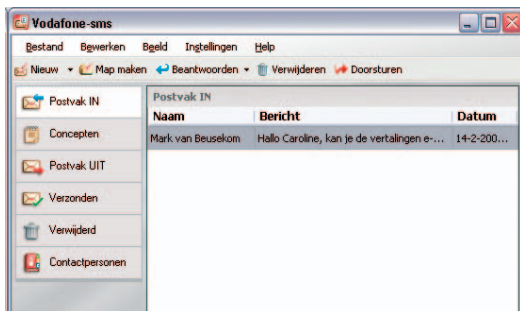 Vodafone-sms
Bestand Bewerken Beeld Instellingen Help
Nieuw Map maken Beantwoorden Verwijderen Doorsturen
Postvak IN
Concepten
Postvak UIT
Verzonden
Verwijderd
Contactpersonen
Postvak IN
Naam Bericht Datum
Mark van Beusekom Hallo Caroline, kan je de vertalingen e-... 14-2-200...